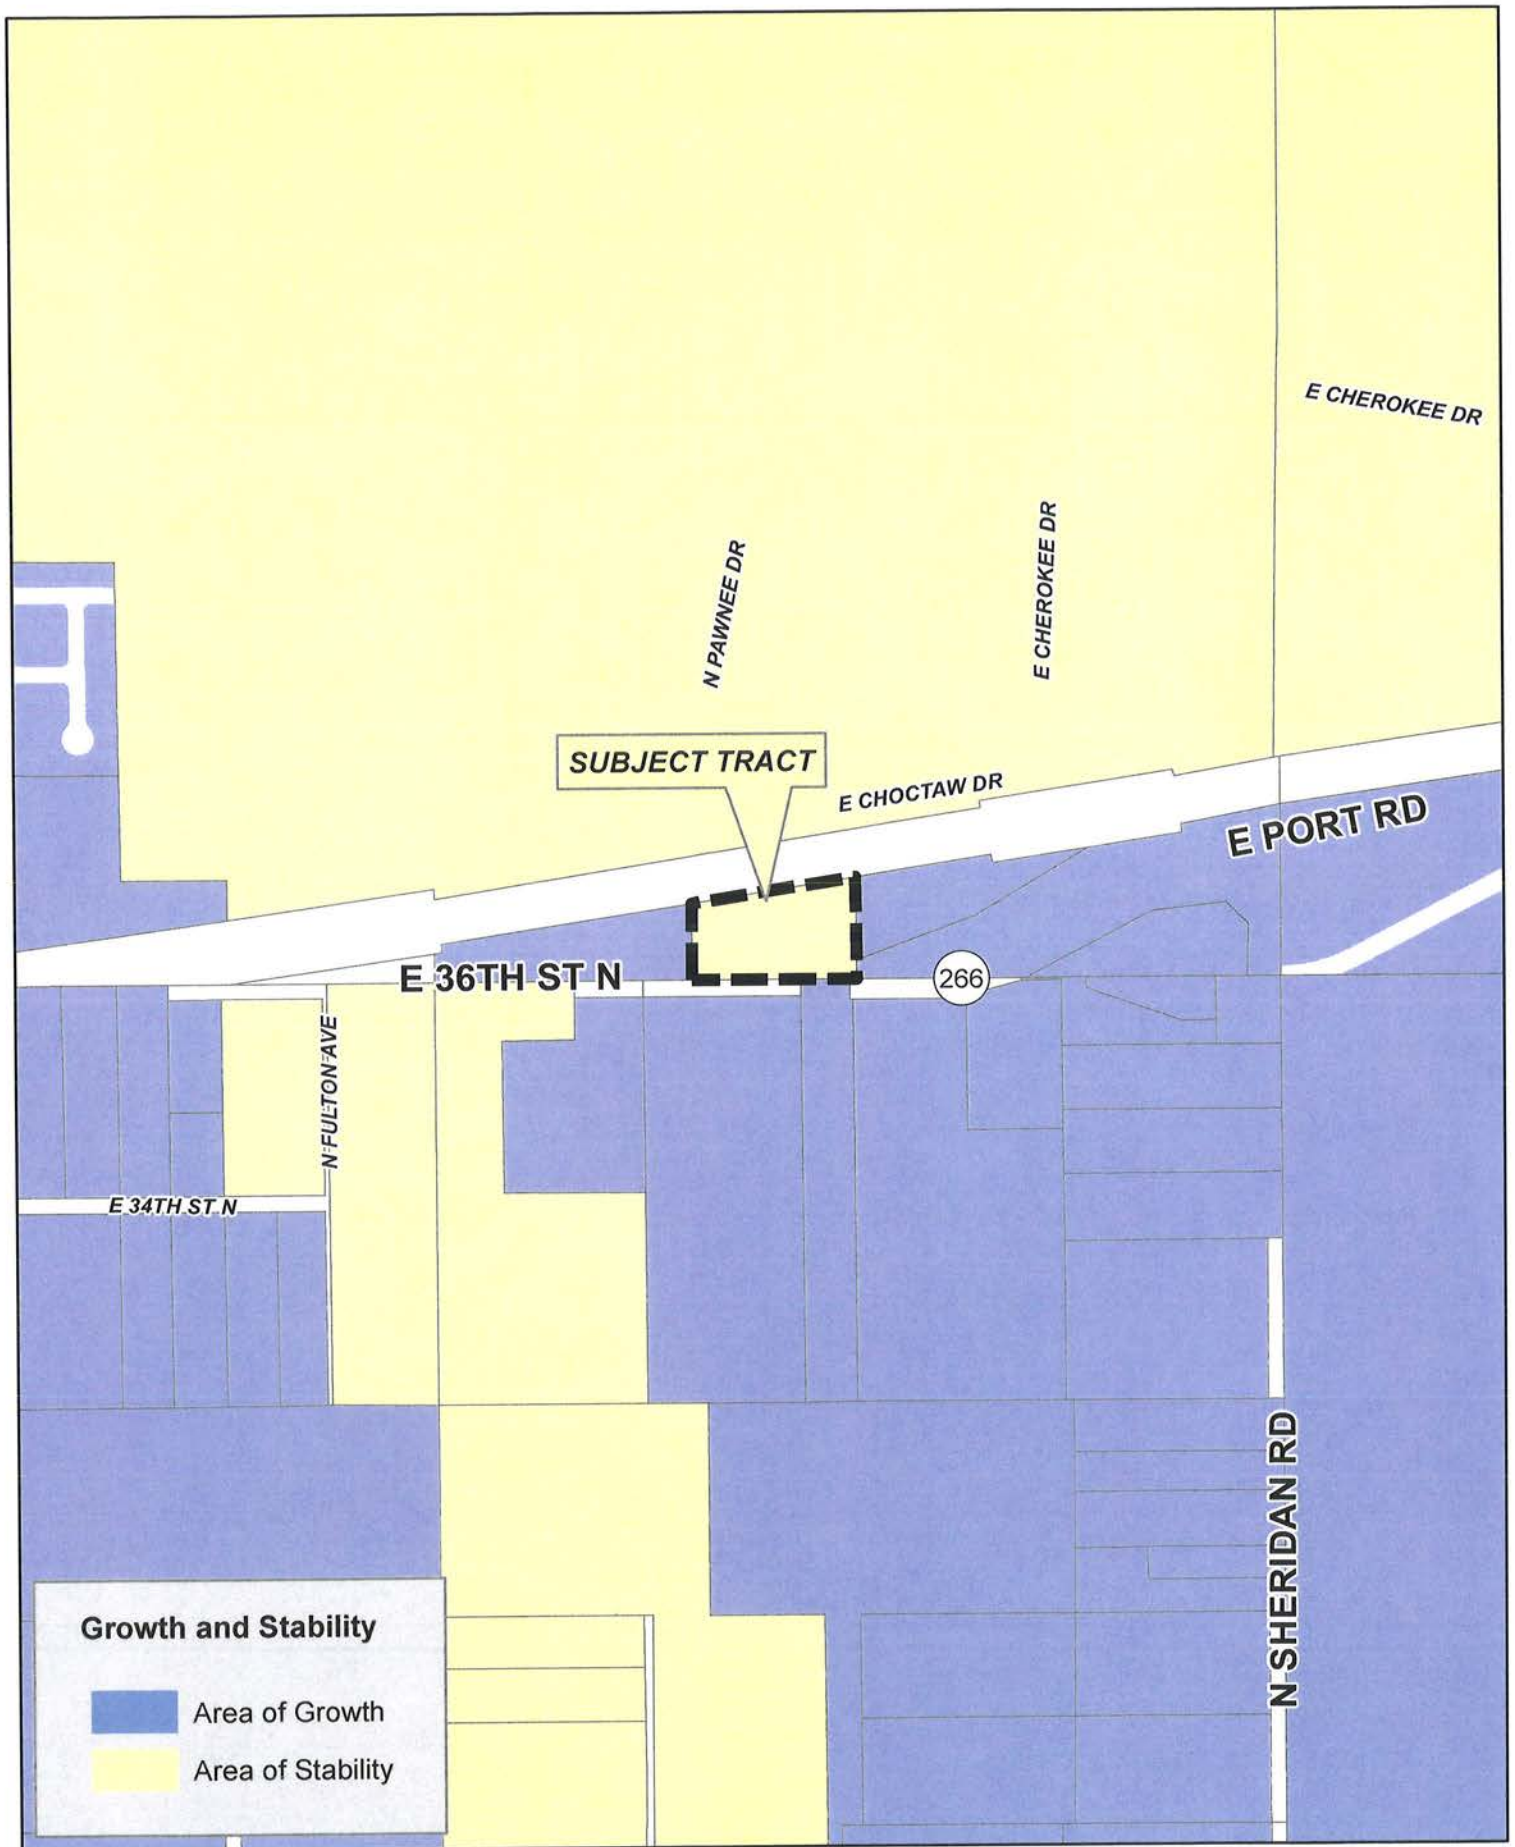 E CHEROKEE DR
E CHEROKEE DR
N PAWNEE DR
SUBJECT TRACT
E CHOCTAW DR
E PORT RD
E 36TH ST N
266
N FULTON AVE
E 34TH ST N
N SHERIDAN RD
Growth and Stability
Area of Growth
Area of Stability